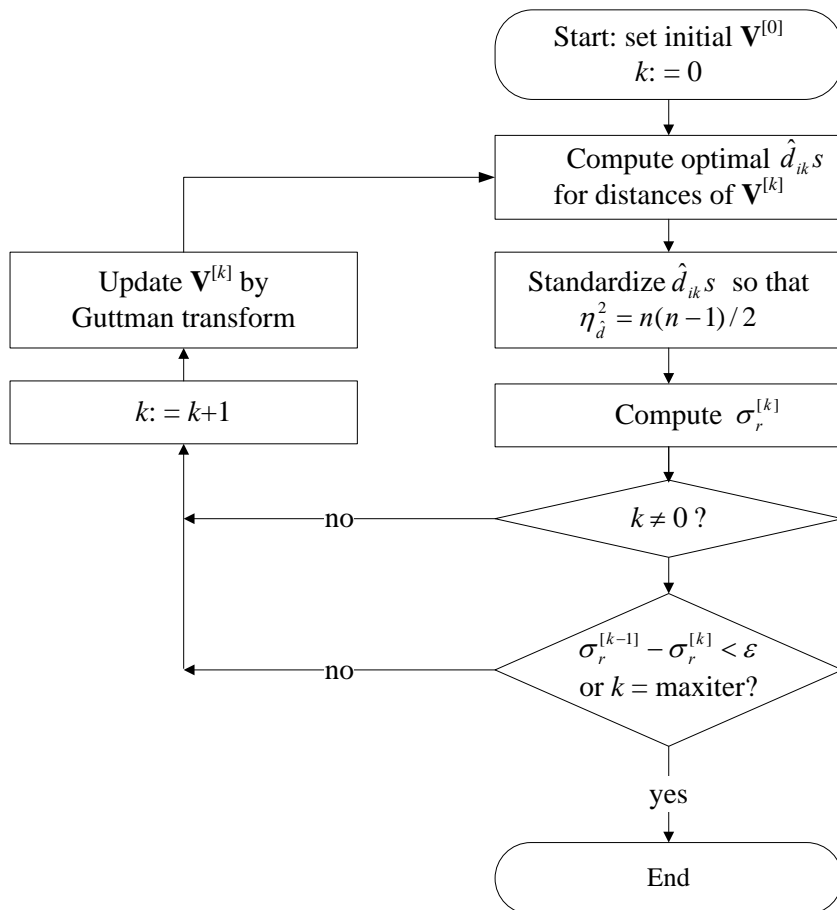 Start: set initial V^[0]
k: = 0
Compute optimal d̂_ik s
for distances of V^[k]
Standardize d̂_ik s so that
η²_d̂ = n(n−1)/2
Compute σ_r^[k]
k ≠ 0 ?
no
σ_r^[k−1] − σ_r^[k] < ε
or k = maxiter?
no
yes
End
k: = k+1
Update V^[k] by
Guttman transform